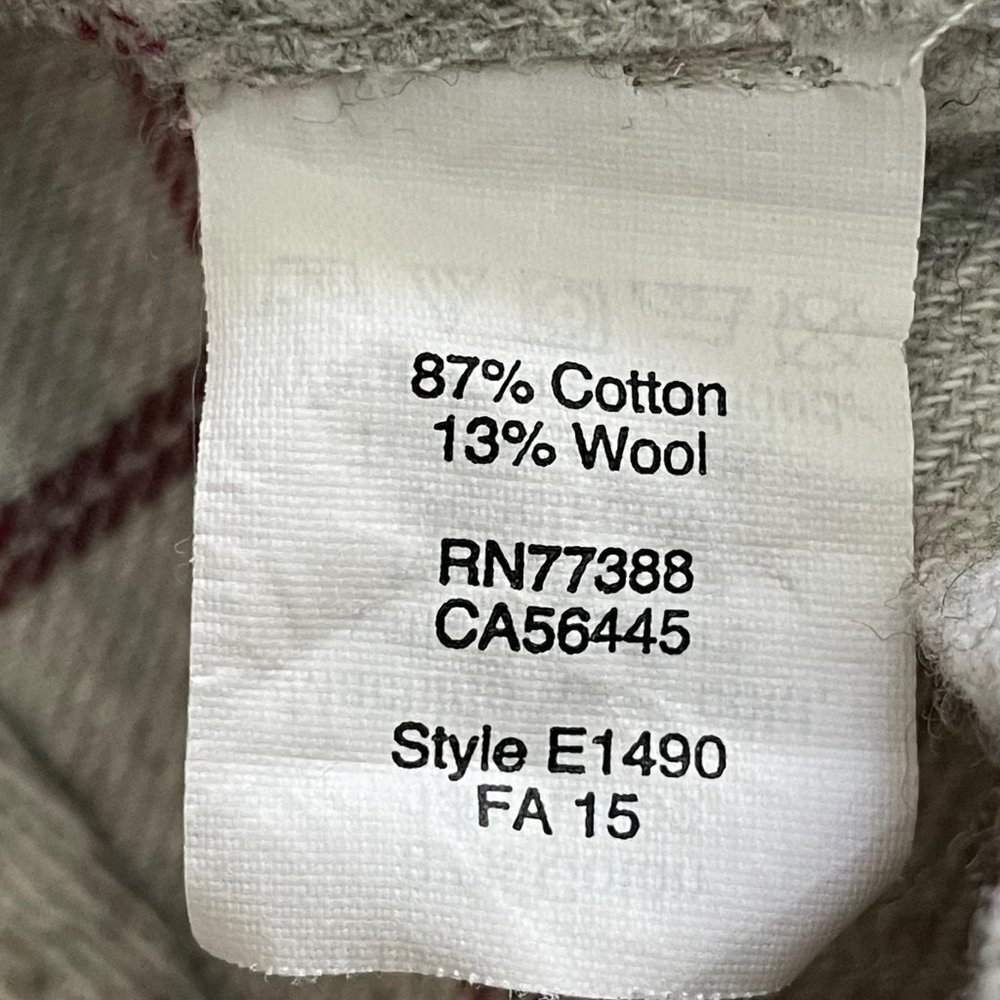 87% Cotton
13% Wool
RN77388
CA56445
Style E1490
FA 15